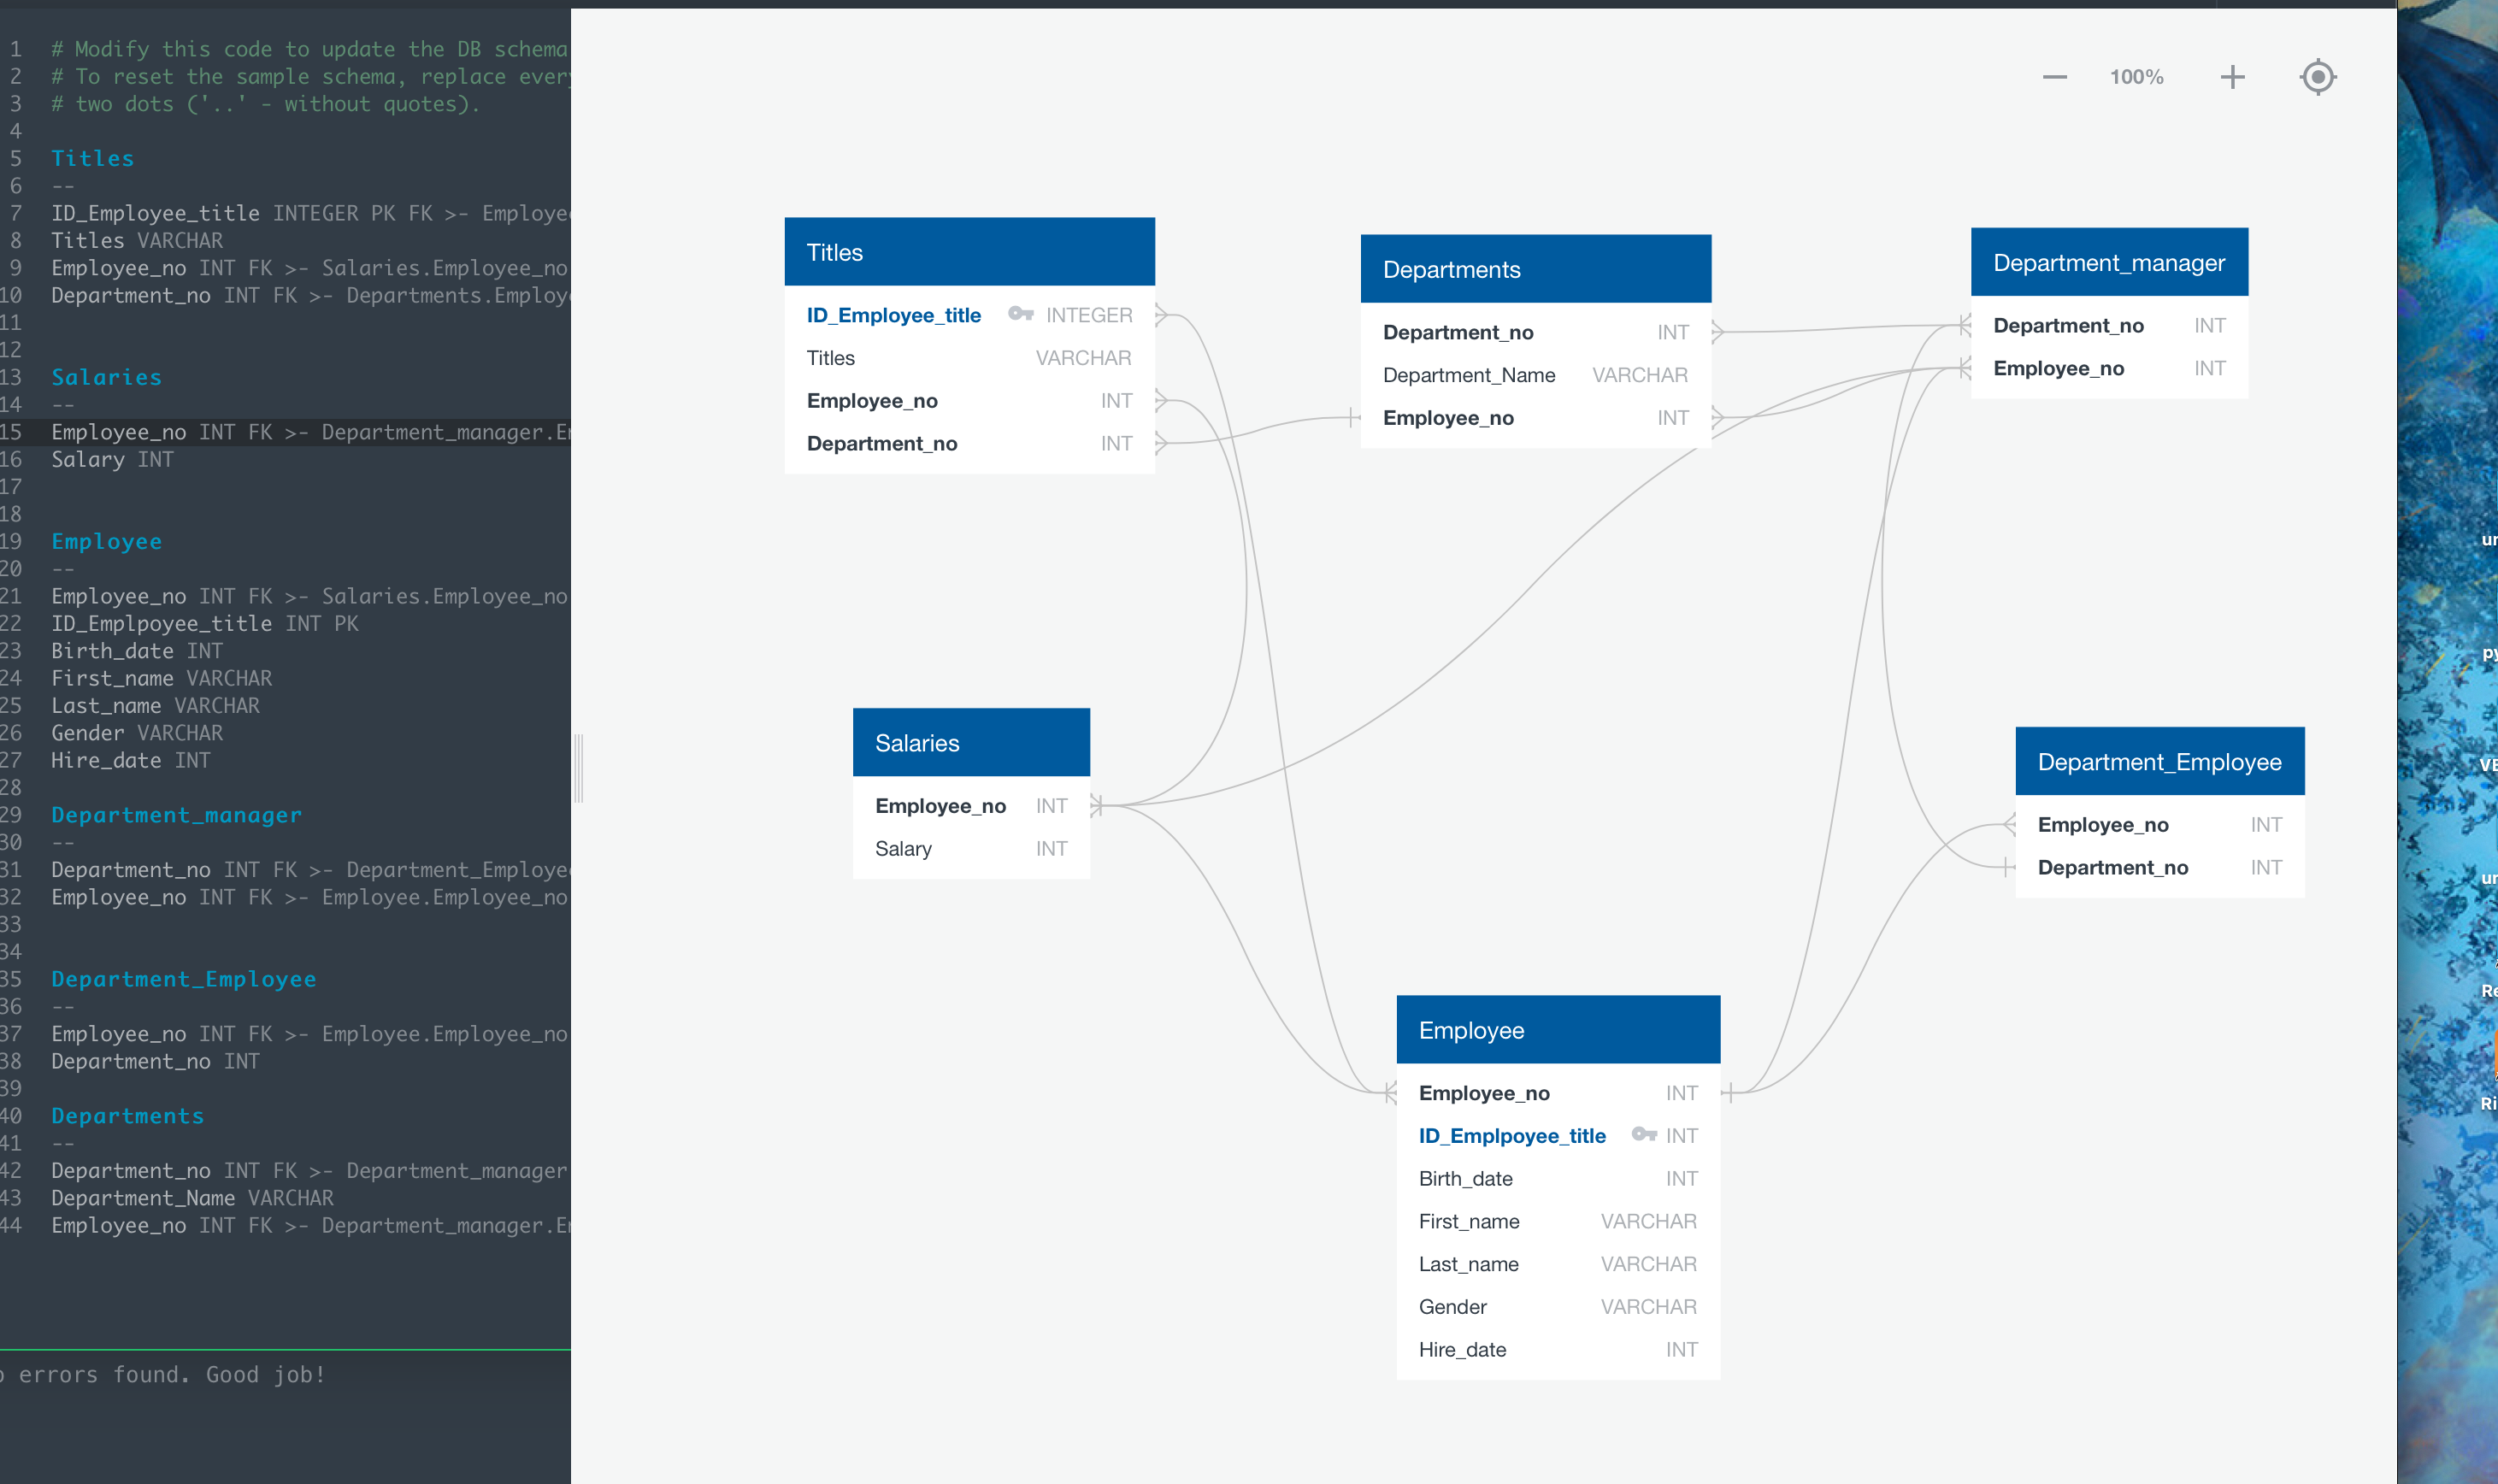 1 # Modify this code to update the DB schema
2 # To reset the sample schema, replace every
3 # two dots ('..' - without quotes).
4
5 Titles
6 --
7 ID_Employee_title INTEGER PK FK >- Employee
8 Titles VARCHAR
9 Employee_no INT FK >- Salaries.Employee_no
10 Department_no INT FK >- Departments.Employe
11
12
13 Salaries
14 --
15 Employee_no INT FK >- Department_manager.Em
16 Salary INT
17
18
19 Employee
20 --
21 Employee_no INT FK >- Salaries.Employee_no
22 ID_Emplpoyee_title INT PK
23 Birth_date INT
24 First_name VARCHAR
25 Last_name VARCHAR
26 Gender VARCHAR
27 Hire_date INT
28
29 Department_manager
30 --
31 Department_no INT FK >- Department_Employee
32 Employee_no INT FK >- Employee.Employee_no
33
34
35 Department_Employee
36 --
37 Employee_no INT FK >- Employee.Employee_no
38 Department_no INT
39
40 Departments
41 --
42 Department_no INT FK >- Department_manager
43 Department_Name VARCHAR
44 Employee_no INT FK >- Department_manager.Em
o errors found. Good job!
100%
Titles
ID_Employee_title INTEGER
Titles VARCHAR
Employee_no INT
Department_no INT
Departments
Department_no INT
Department_Name VARCHAR
Employee_no INT
Department_manager
Department_no INT
Employee_no INT
Salaries
Employee_no INT
Salary INT
Department_Employee
Employee_no INT
Department_no INT
Employee
Employee_no INT
ID_Emplpoyee_title INT
Birth_date INT
First_name VARCHAR
Last_name VARCHAR
Gender VARCHAR
Hire_date INT